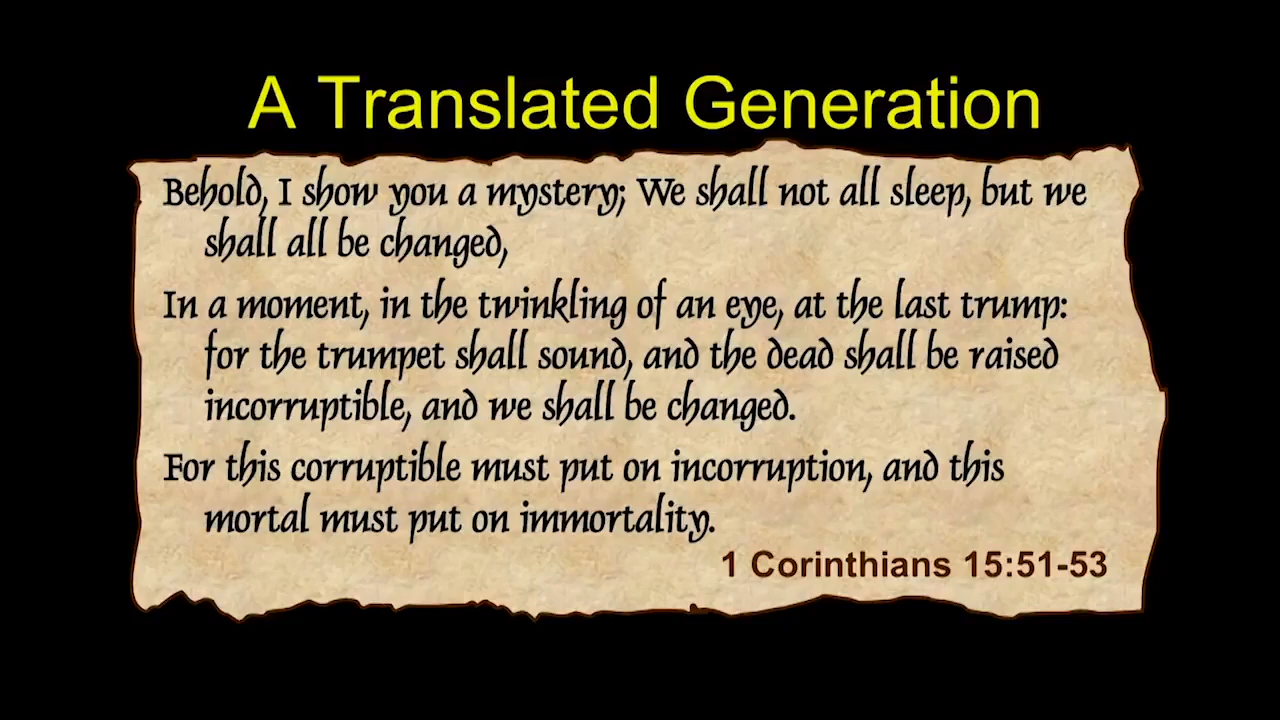 A Translated Generation
Behold, I show you a mystery; We shall not all sleep, but we
shall all be changed,
In a moment, in the twinkling of an eye, at the last trump:
for the trumpet shall sound, and the dead shall be raised
incorruptible, and we shall be changed.
For this corruptible must put on incorruption, and this
mortal must put on immortality.
1 Corinthians 15:51-53